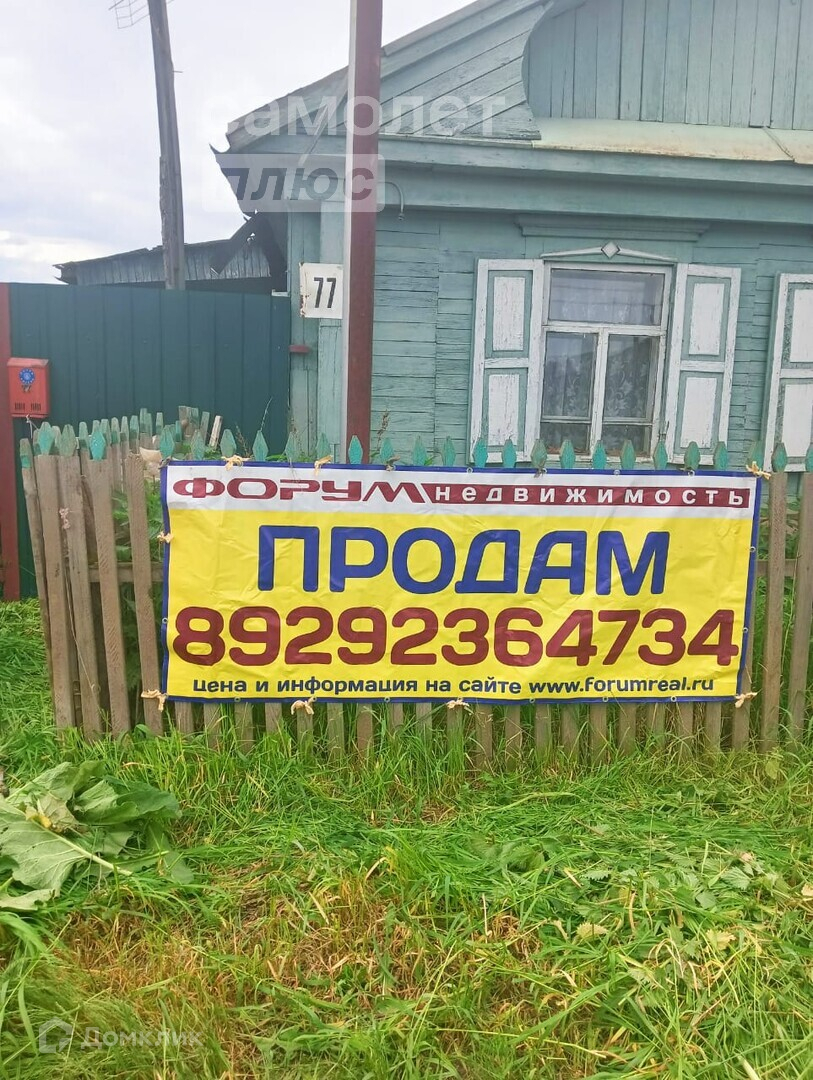 самолет
плюс
77
ФОРУМ НЕДВИЖИМОСТЬ
ПРОДАМ
89292364734
цена и информация на сайте www.forumreal.ru
Домклик